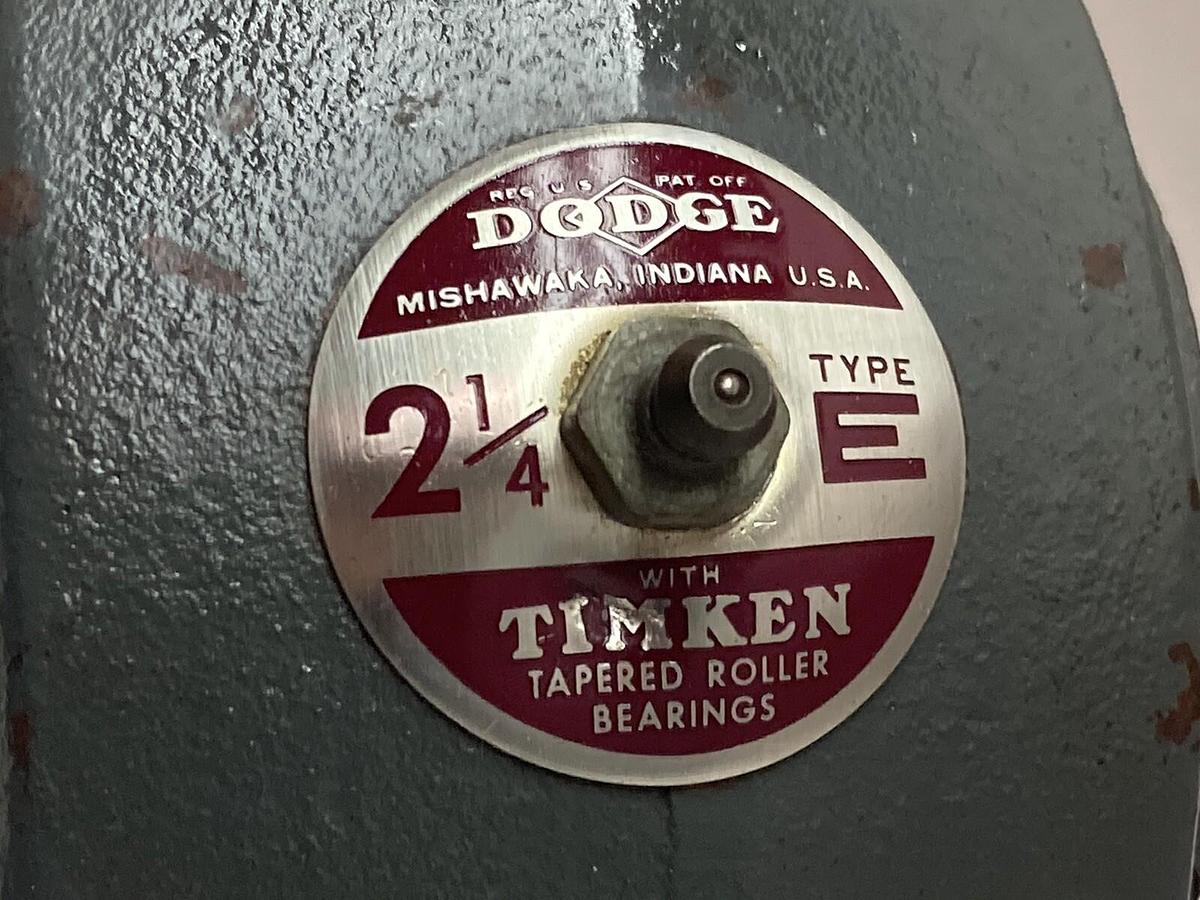 REG U S PAT OFF
DODGE
MISHAWAKA, INDIANA U.S.A.
2 1/4
TYPE
E
WITH
TIMKEN
TAPERED ROLLER
BEARINGS